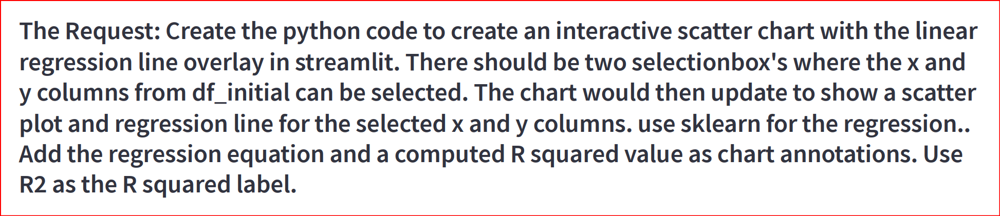 The Request: Create the python code to create an interactive scatter chart with the linear
regression line overlay in streamlit. There should be two selectionbox's where the x and
y columns from df_initial can be selected. The chart would then update to show a scatter
plot and regression line for the selected x and y columns. use sklearn for the regression..
Add the regression equation and a computed R squared value as chart annotations. Use
R2 as the R squared label.